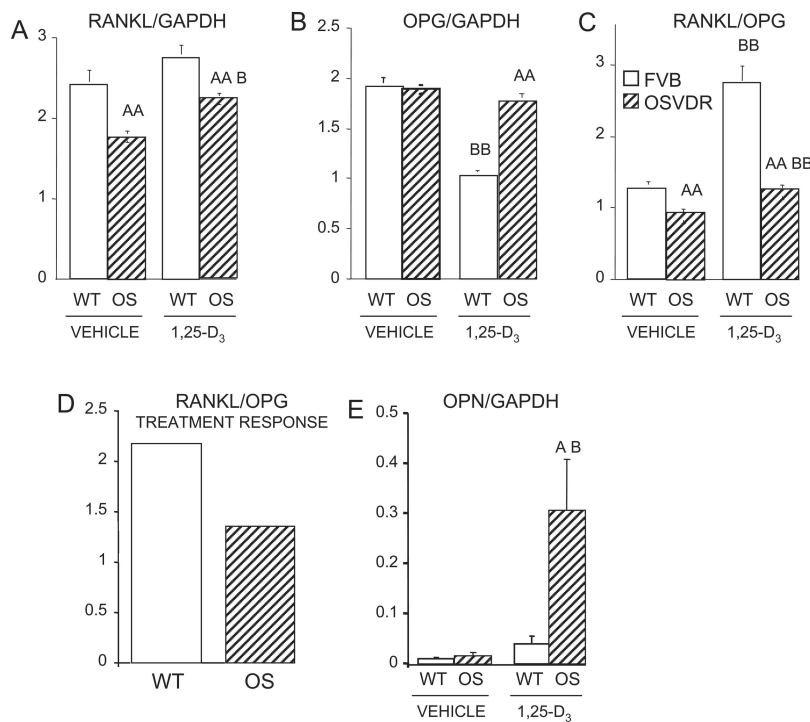 A
RANKL/GAPDH
3
2
1
0
AA
AA B
WT OS WT OS
VEHICLE 1,25-D3
B
OPG/GAPDH
2.5
2
1.5
1
0.5
0
BB
AA
WT OS WT OS
VEHICLE 1,25-D3
C
RANKL/OPG
3
2
1
0
FVB
OSVDR
AA
BB
AA BB
WT OS WT OS
VEHICLE 1,25-D3
D
RANKL/OPG
TREATMENT RESPONSE
2.5
2
1.5
1
0.5
0
WT OS
E
OPN/GAPDH
0.5
0.4
0.3
0.2
0.1
0
A B
WT OS WT OS
VEHICLE 1,25-D3